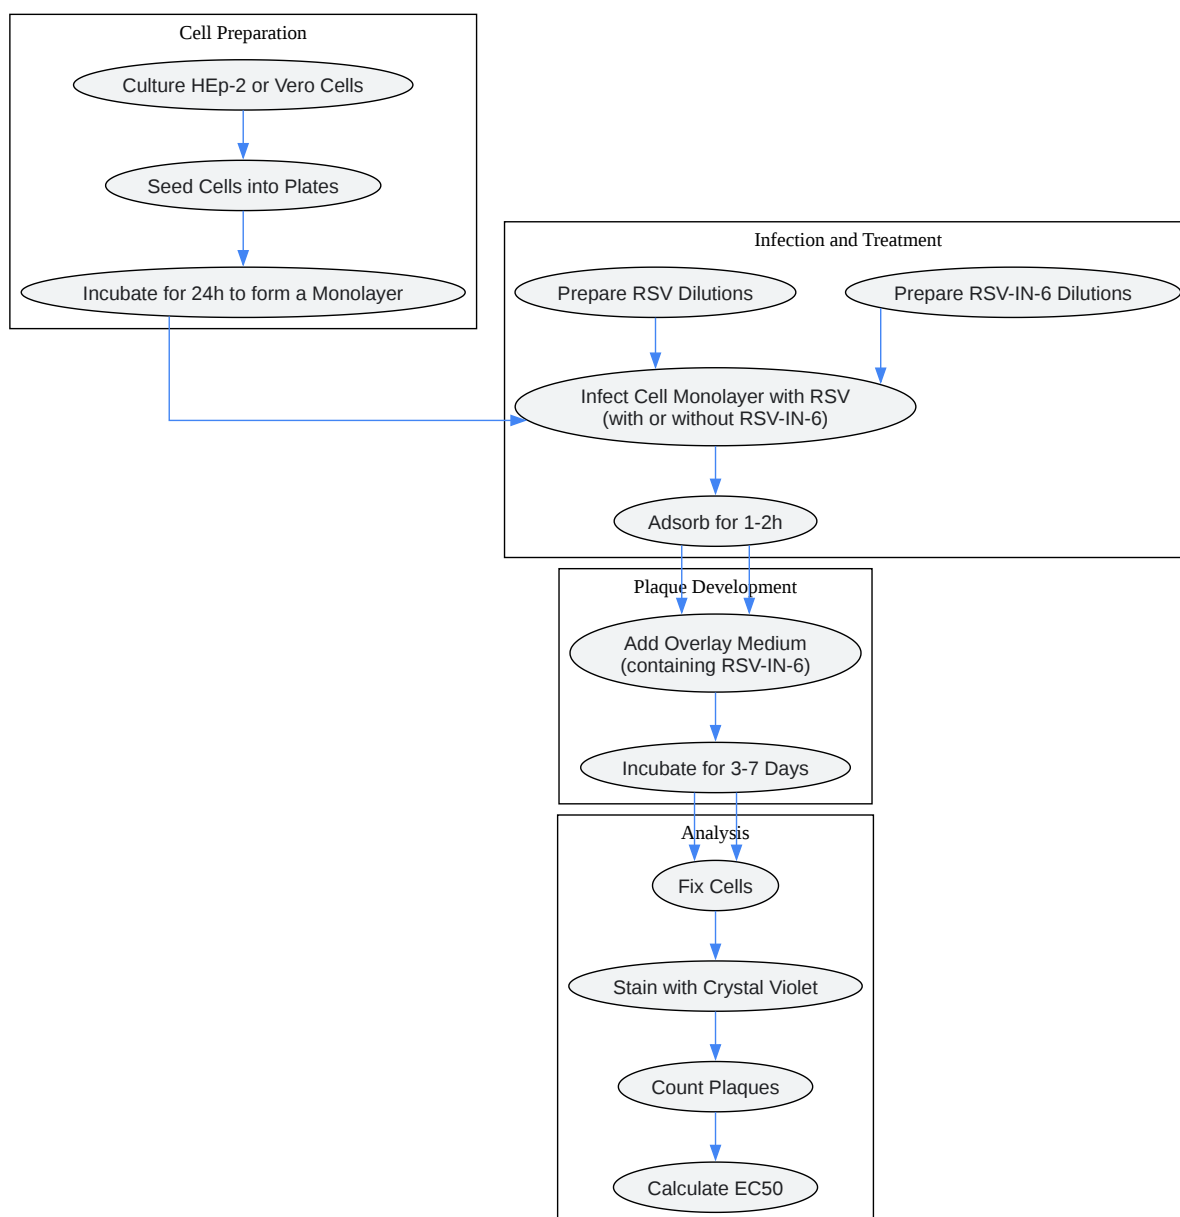 Cell Preparation
Culture HEp-2 or Vero Cells
Seed Cells into Plates
Incubate for 24h to form a Monolayer
Infection and Treatment
Prepare RSV Dilutions
Prepare RSV-IN-6 Dilutions
Infect Cell Monolayer with RSV
(with or without RSV-IN-6)
Adsorb for 1-2h
Plaque Development
Add Overlay Medium
(containing RSV-IN-6)
Incubate for 3-7 Days
Analysis
Fix Cells
Stain with Crystal Violet
Count Plaques
Calculate EC50